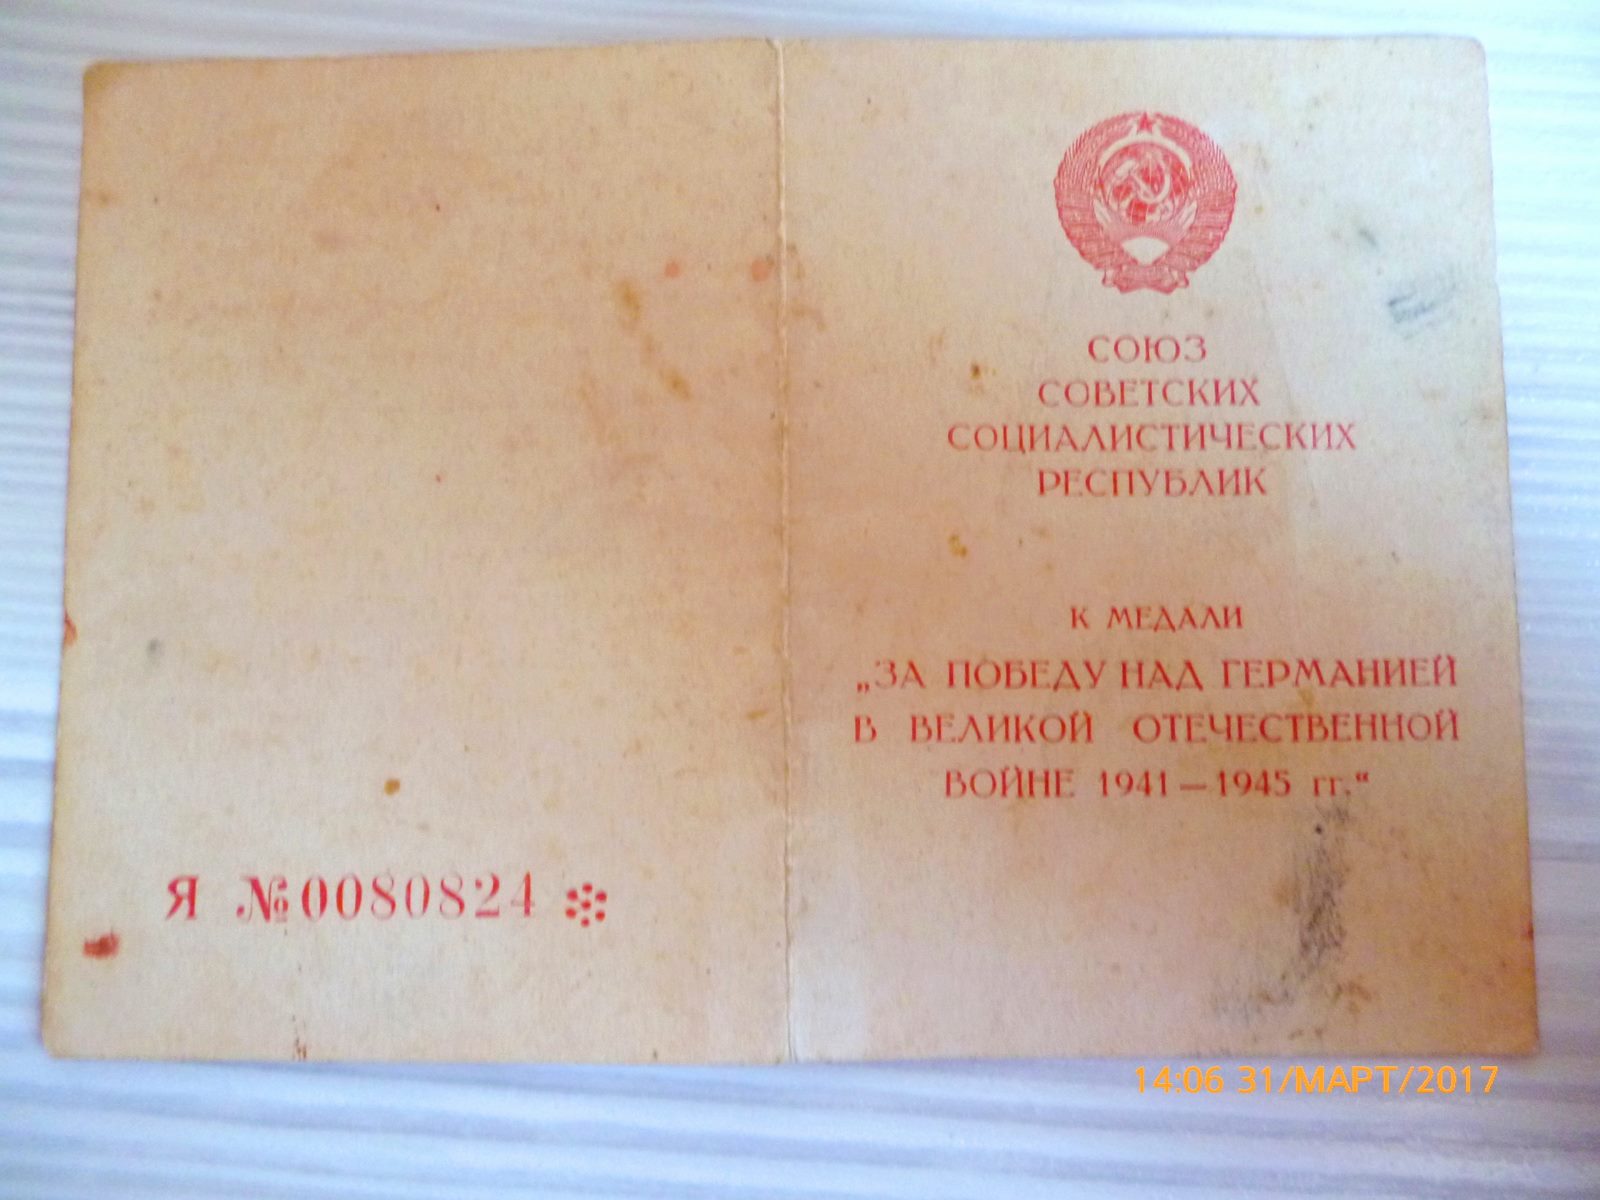 СОЮЗ
СОВЕТСКИХ
СОЦИАЛИСТИЧЕСКИХ
РЕСПУБЛИК
К МЕДАЛИ
„ЗА ПОБЕДУ НАД ГЕРМАНИЕЙ
В ВЕЛИКОЙ ОТЕЧЕСТВЕННОЙ
ВОЙНЕ 1941—1945 гг.“
Я №0080824
14:06 31/МАРТ/2017